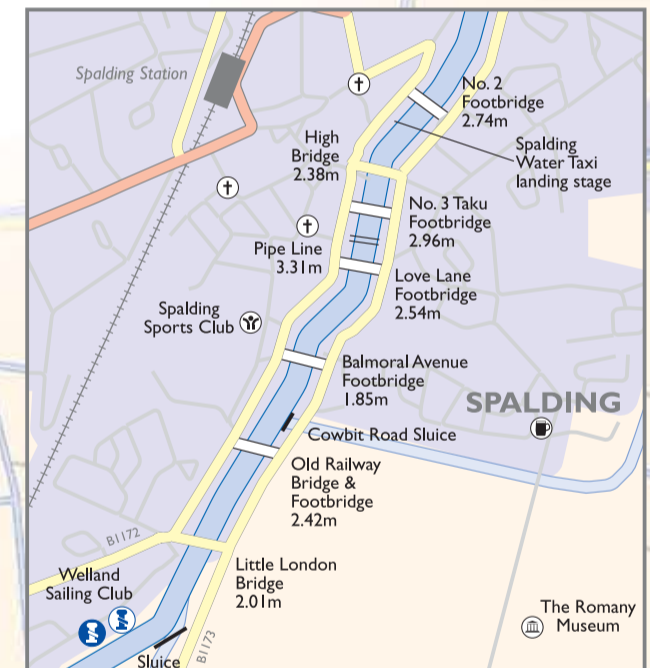 Spalding Station
No. 2
Footbridge
2.74m
High
Bridge
2.38m
Spalding
Water Taxi
landing stage
No. 3 Taku
Footbridge
2.96m
Pipe Line
3.31m
Love Lane
Footbridge
2.54m
Spalding
Sports Club
Balmoral Avenue
Footbridge
1.85m
SPALDING
Cowbit Road Sluice
Old Railway
Bridge &
Footbridge
2.42m
B1172
Little London
Bridge
2.01m
Welland
Sailing Club
The Romany
Museum
B1173
Sluice